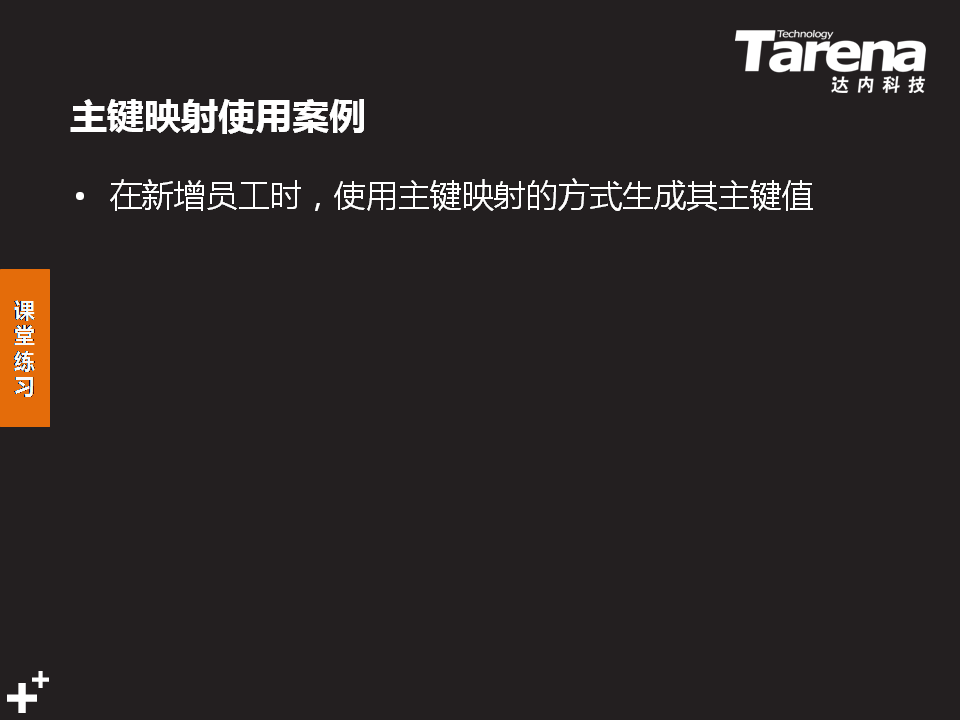 Technology
Tarena
达内科技
主键映射使用案例
• 在新增员工时，使用主键映射的方式生成其主键值
课
堂
练
习